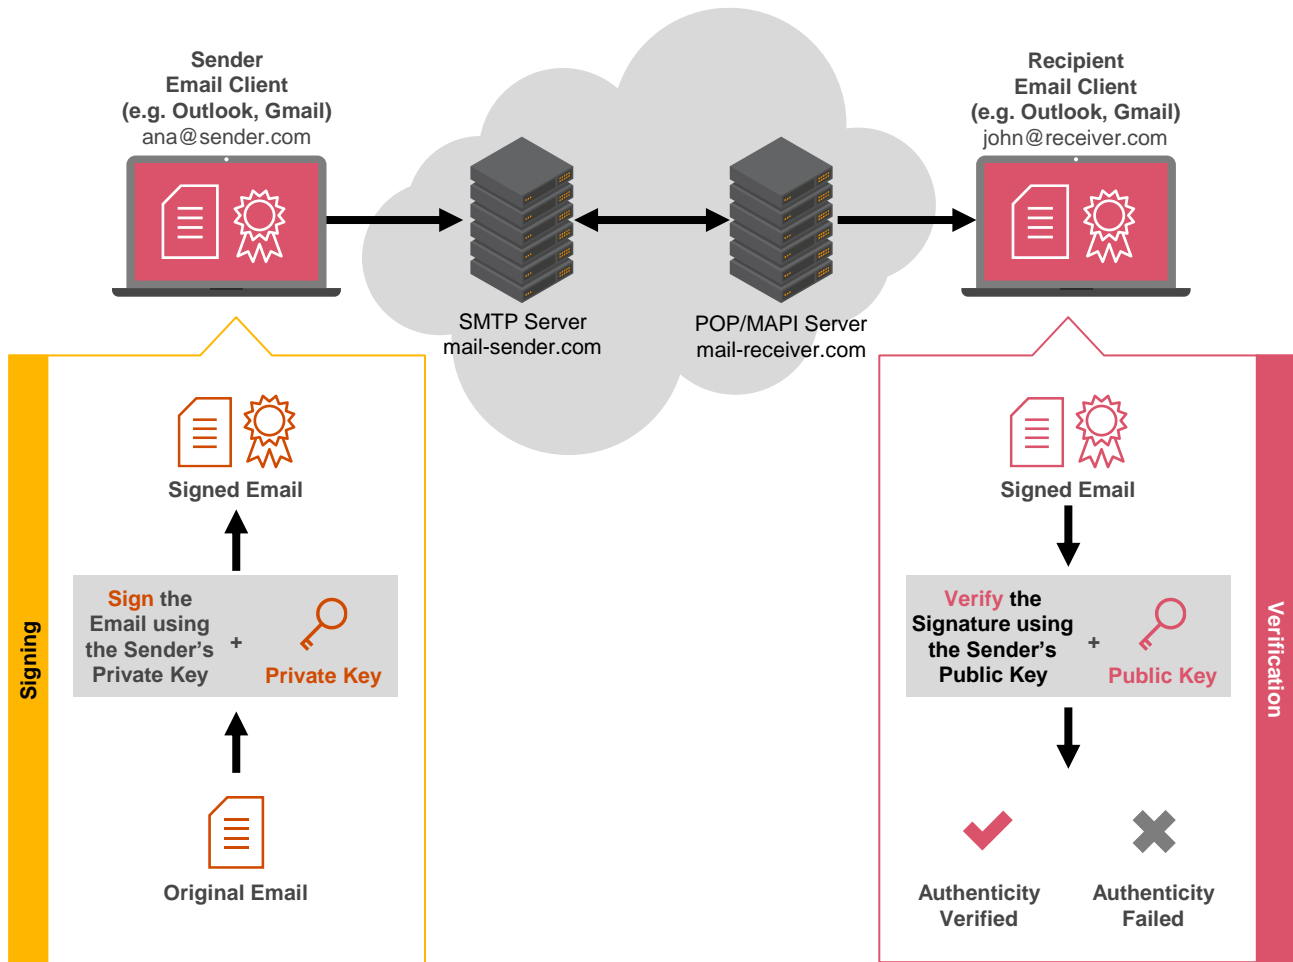 Sender
Email Client
(e.g. Outlook, Gmail)
ana@sender.com
Recipient
Email Client
(e.g. Outlook, Gmail)
john@receiver.com
SMTP Server
mail-sender.com
POP/MAPI Server
mail-receiver.com
Signing
Signed Email
Sign the
Email using
the Sender's
Private Key
+
Private Key
Original Email
Signed Email
Verify the
Signature using
the Sender's
Public Key
+
Public Key
Authenticity
Verified
Authenticity
Failed
Verification